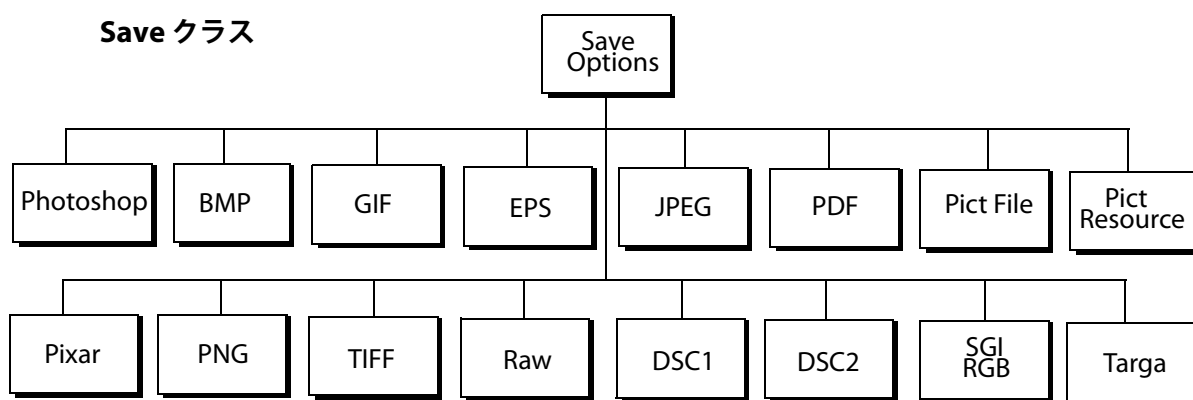 Save クラス
Save
Options
Photoshop
BMP
GIF
EPS
JPEG
PDF
Pict File
Pict
Resource
Pixar
PNG
TIFF
Raw
DSC1
DSC2
SGI
RGB
Targa